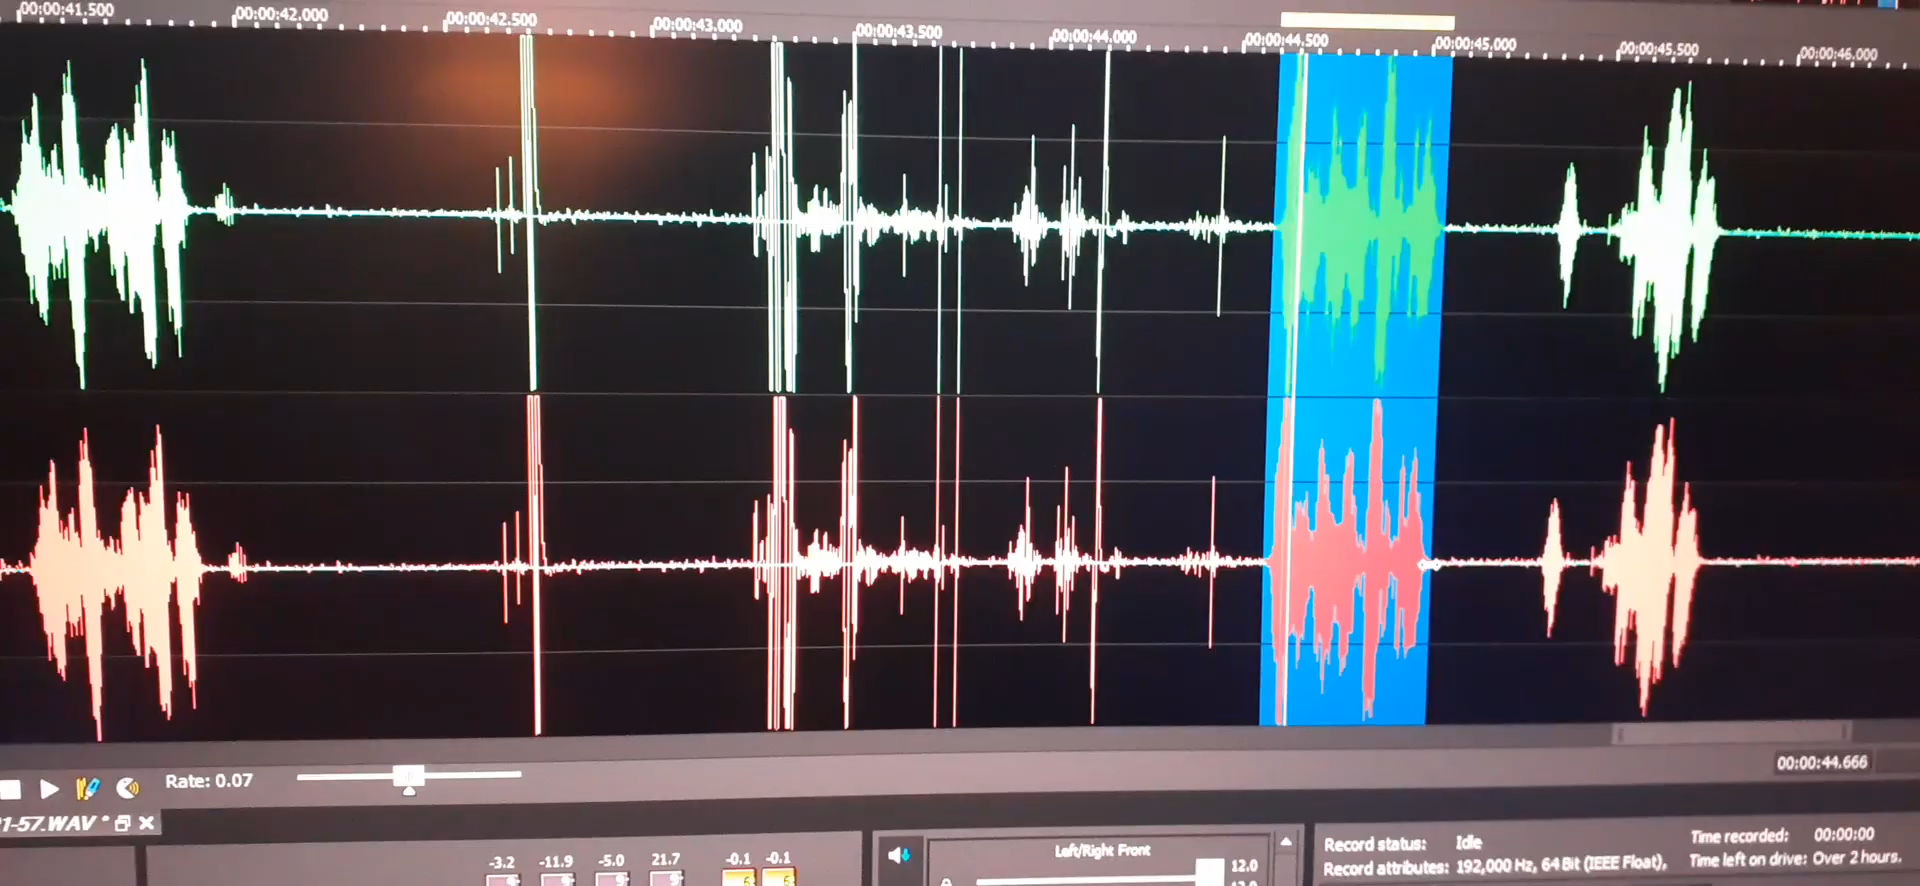 00:00:41.500
00:00:42.000
00:00:42.500
00:00:43.000
00:00:43.500
00:00:44.000
00:00:44.500
00:00:45.000
00:00:45.500
00:00:46.000
00:00:44.666
Rate: 0.07
1-57.WAV *
-3.2 -11.9 -5.0 21.7 -0.1 -0.1
Left/Right Front
12.0
Record status: Idle
Time recorded: 00:00:00
Record attributes: 192,000 Hz, 64 Bit (IEEE Float),
Time left on drive: Over 2 hours.